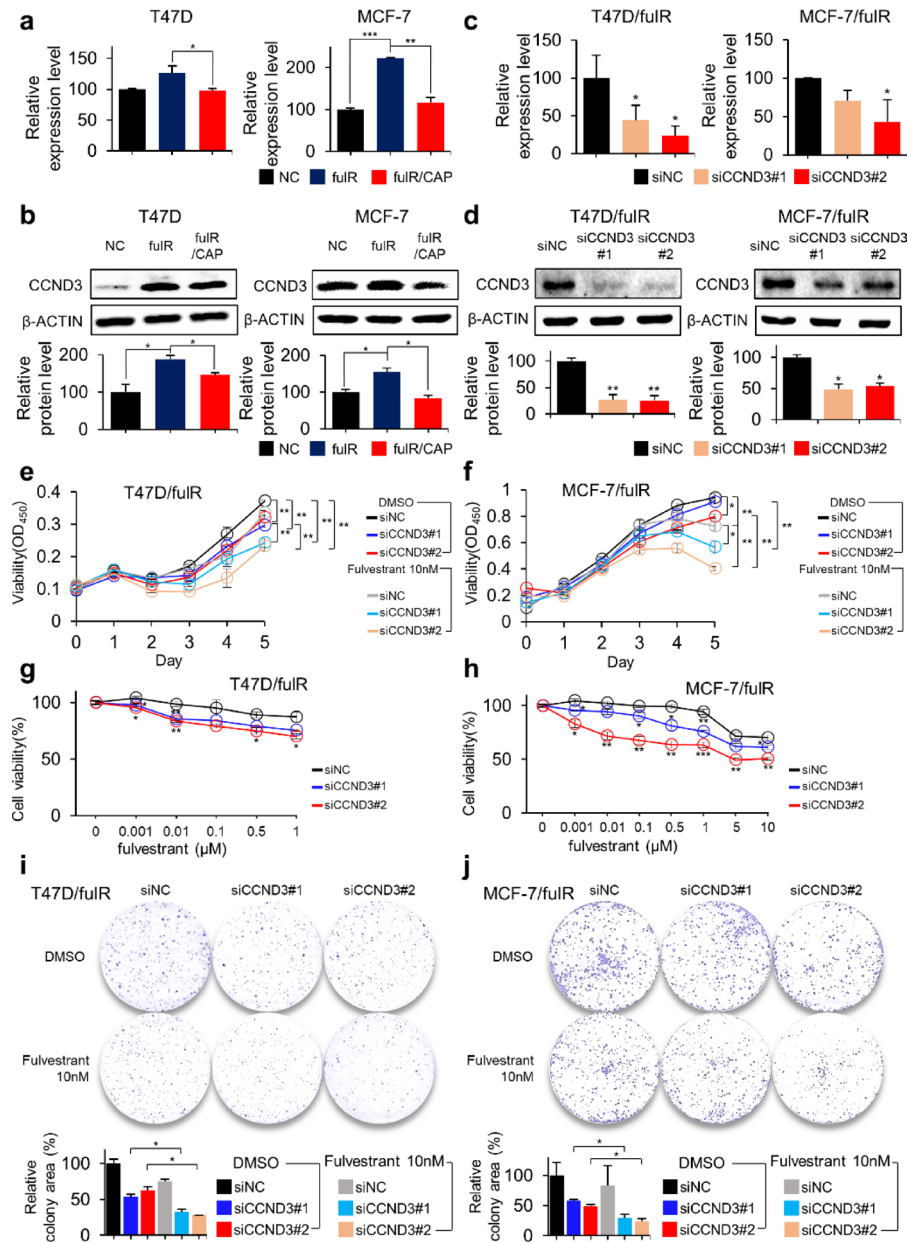 a
T47D
MCF-7
Relative
expression level
150
100
50
0
*
Relative
expression level
200
100
0
***
**
NC
fulR
fulR/CAP
c
T47D/fulR
MCF-7/fulR
Relative
expression level
150
100
50
0
*
*
Relative
expression level
150
100
50
0
*
siNC
siCCND3#1
siCCND3#2
b
T47D
MCF-7
NC
fulR
fulR
/CAP
NC
fulR
fulR
/CAP
CCND3
CCND3
β-ACTIN
β-ACTIN
Relative
protein level
200
100
0
*
*
Relative
protein level
200
100
0
*
*
NC
fulR
fulR/CAP
d
T47D/fulR
MCF-7/fulR
siNC
siCCND3
#1
siCCND3
#2
siNC
siCCND3
#1
siCCND3
#2
CCND3
CCND3
β-ACTIN
β-ACTIN
Relative
protein level
100
50
0
**
**
Relative
protein level
100
50
0
*
*
siNC
siCCND3#1
siCCND3#2
e
T47D/fulR
Viability(OD450)
0.4
0.3
0.2
0.1
0
0
1
2
3
4
5
Day
**
**
**
**
**
**
DMSO
siNC
siCCND3#1
siCCND3#2
Fulvestrant 10nM
siNC
siCCND3#1
siCCND3#2
f
MCF-7/fulR
Viability(OD450)
1
0.8
0.6
0.4
0.2
0
0
1
2
3
4
5
Day
*
**
**
*
**
**
DMSO
siNC
siCCND3#1
siCCND3#2
Fulvestrant 10nM
siNC
siCCND3#1
siCCND3#2
g
T47D/fulR
Cell viability(%)
100
50
0
*
*
**
**
*
*
0
0.001
0.01
0.1
0.5
1
fulvestrant (μM)
siNC
siCCND3#1
siCCND3#2
h
MCF-7/fulR
Cell viability(%)
100
50
0
*
*
*
**
*
*
**
**
**
***
**
**
0
0.001
0.01
0.1
0.5
1
5
10
fulvestrant (μM)
siNC
siCCND3#1
siCCND3#2
i
T47D/fulR
siNC
siCCND3#1
siCCND3#2
DMSO
Fulvestrant
10nM
Relative
colony area (%)
100
75
50
25
0
*
*
DMSO
siNC
siCCND3#1
siCCND3#2
Fulvestrant 10nM
siNC
siCCND3#1
siCCND3#2
j
MCF-7/fulR
siNC
siCCND3#1
siCCND3#2
DMSO
Fulvestrant
10nM
Relative
colony area (%)
100
75
50
25
0
*
*
DMSO
siNC
siCCND3#1
siCCND3#2
Fulvestrant 10nM
siNC
siCCND3#1
siCCND3#2